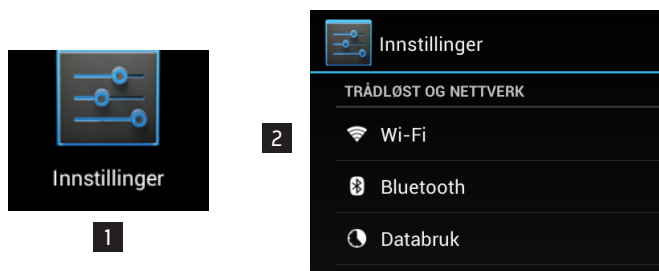 Innstillinger
1
2
Innstillinger
TRÅDLØST OG NETTVERK
Wi-Fi
Bluetooth
Databruk